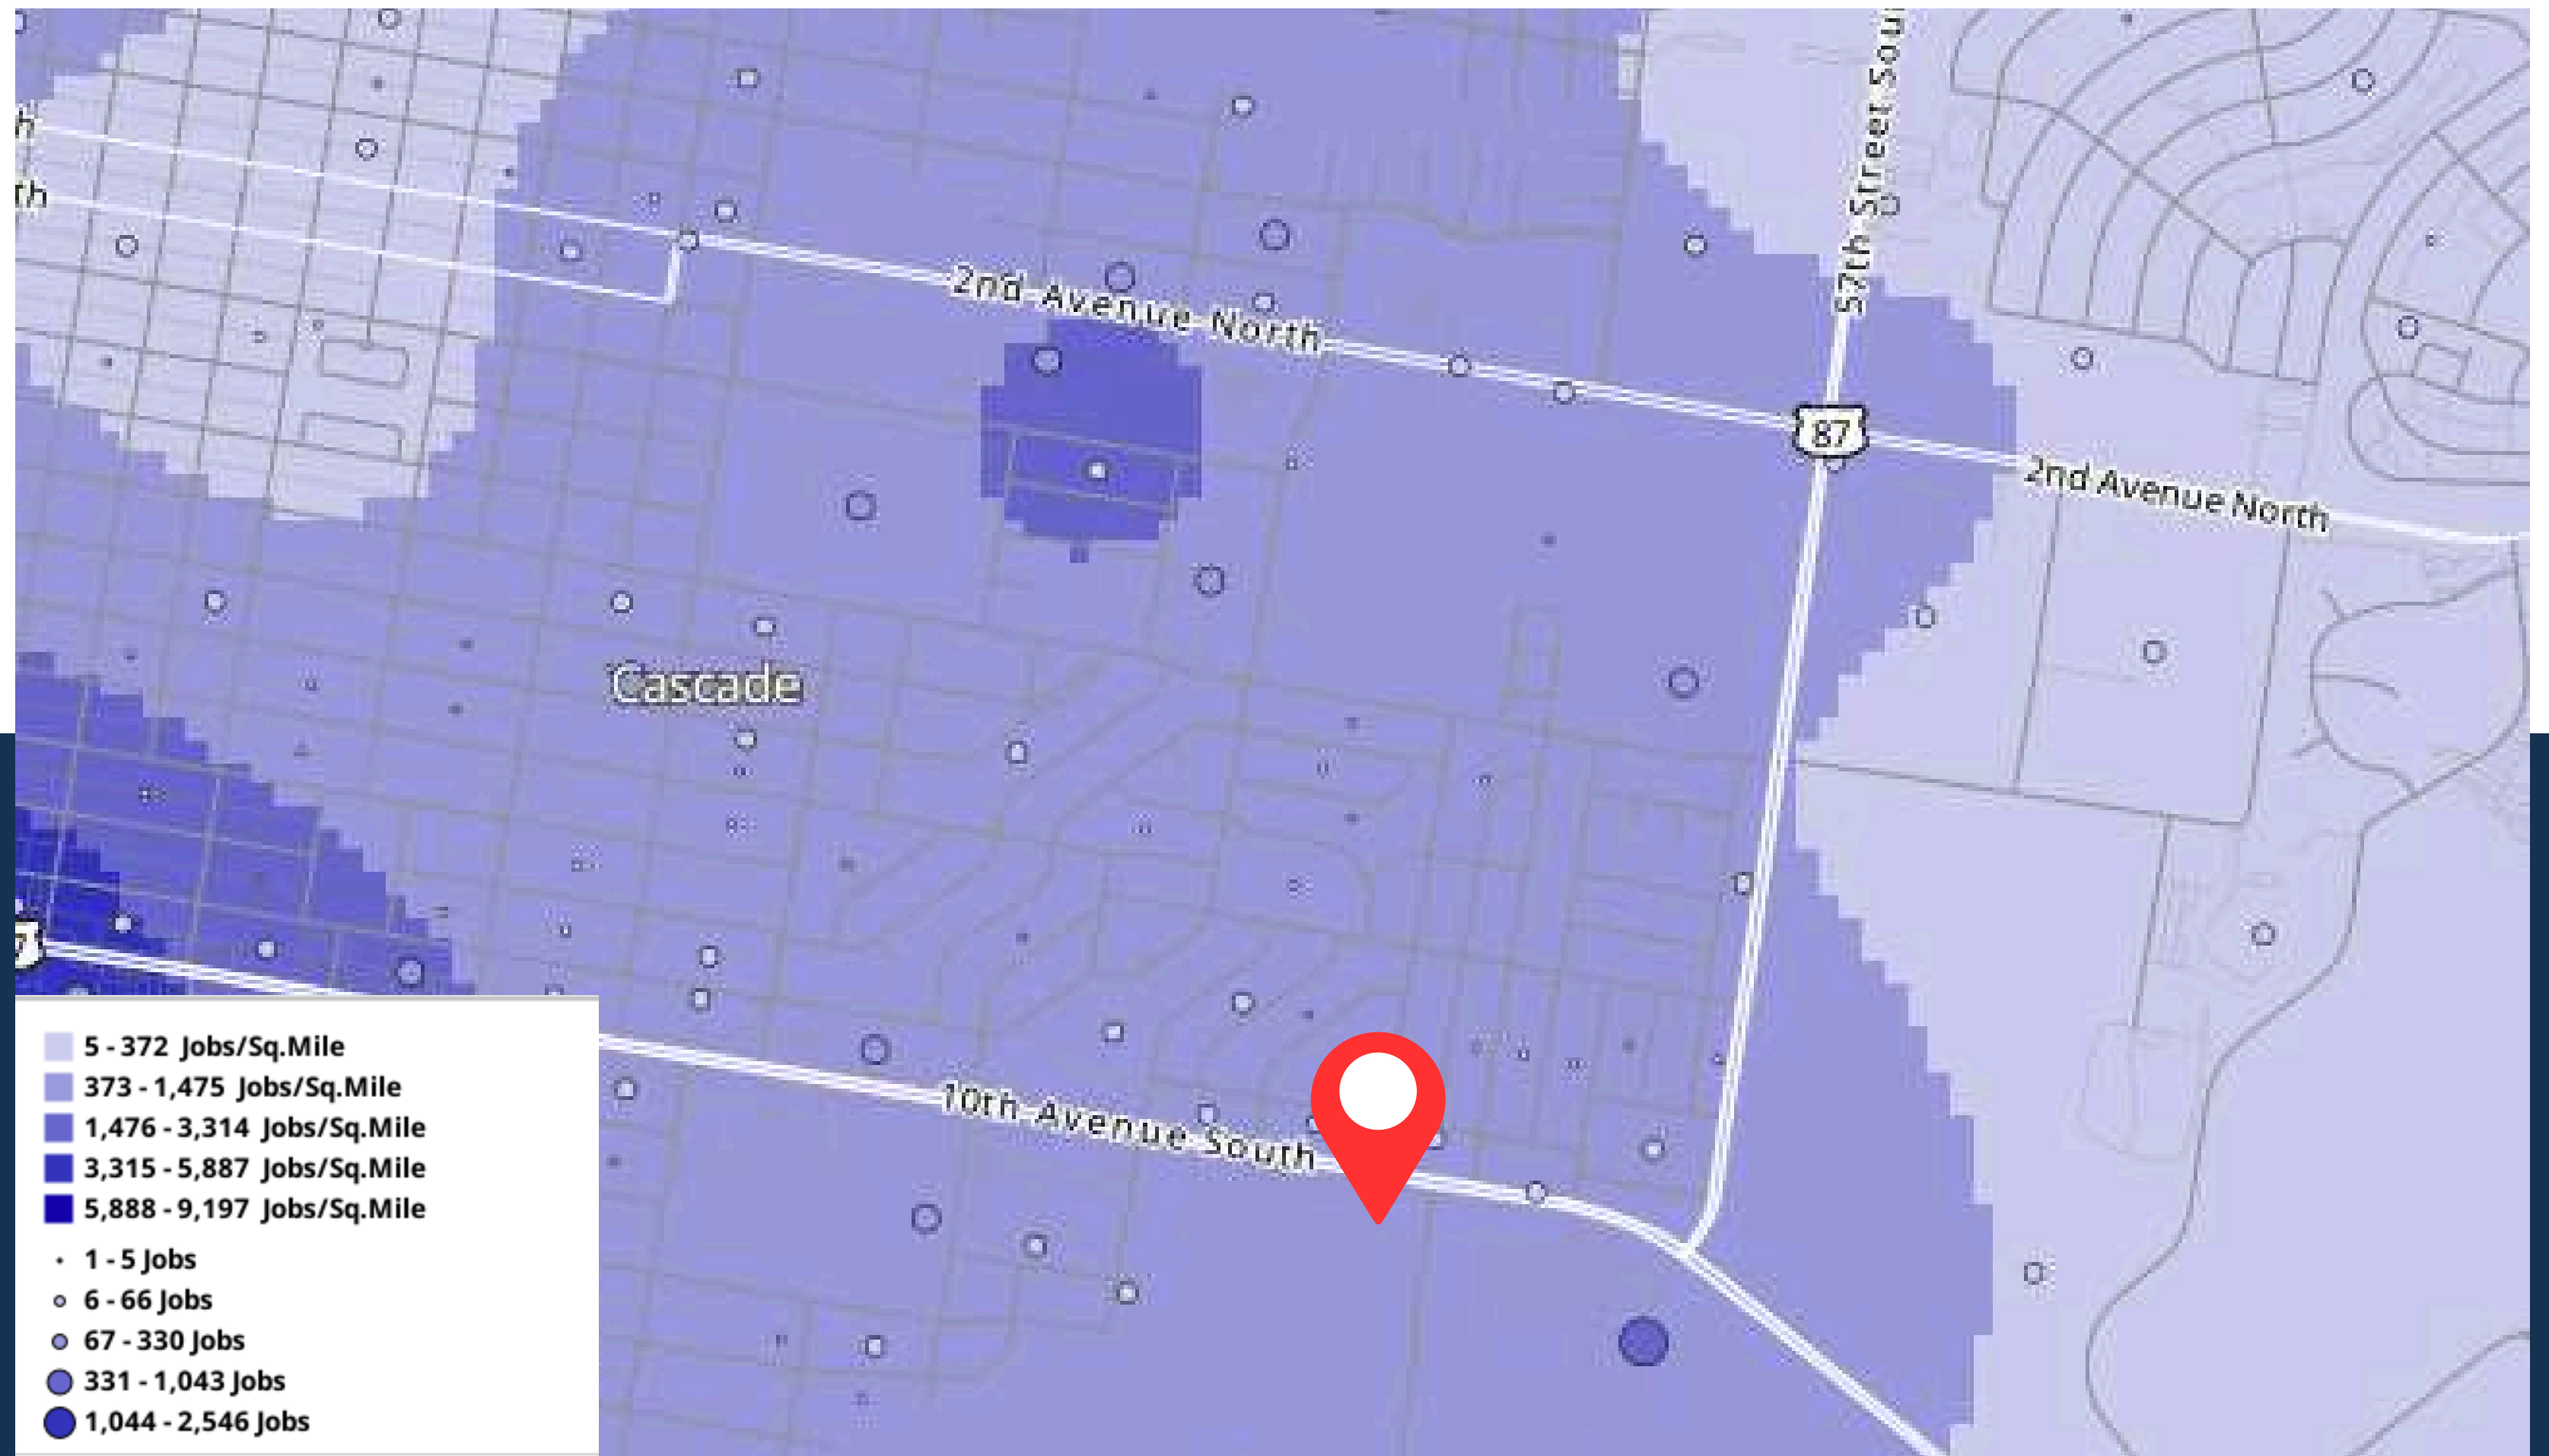 h
th
57th Street Sou
2nd Avenue North
87
2nd Avenue North
Cascade
7
10th Avenue South
5 - 372 Jobs/Sq.Mile
373 - 1,475 Jobs/Sq.Mile
1,476 - 3,314 Jobs/Sq.Mile
3,315 - 5,887 Jobs/Sq.Mile
5,888 - 9,197 Jobs/Sq.Mile
1 - 5 Jobs
6 - 66 Jobs
67 - 330 Jobs
331 - 1,043 Jobs
1,044 - 2,546 Jobs